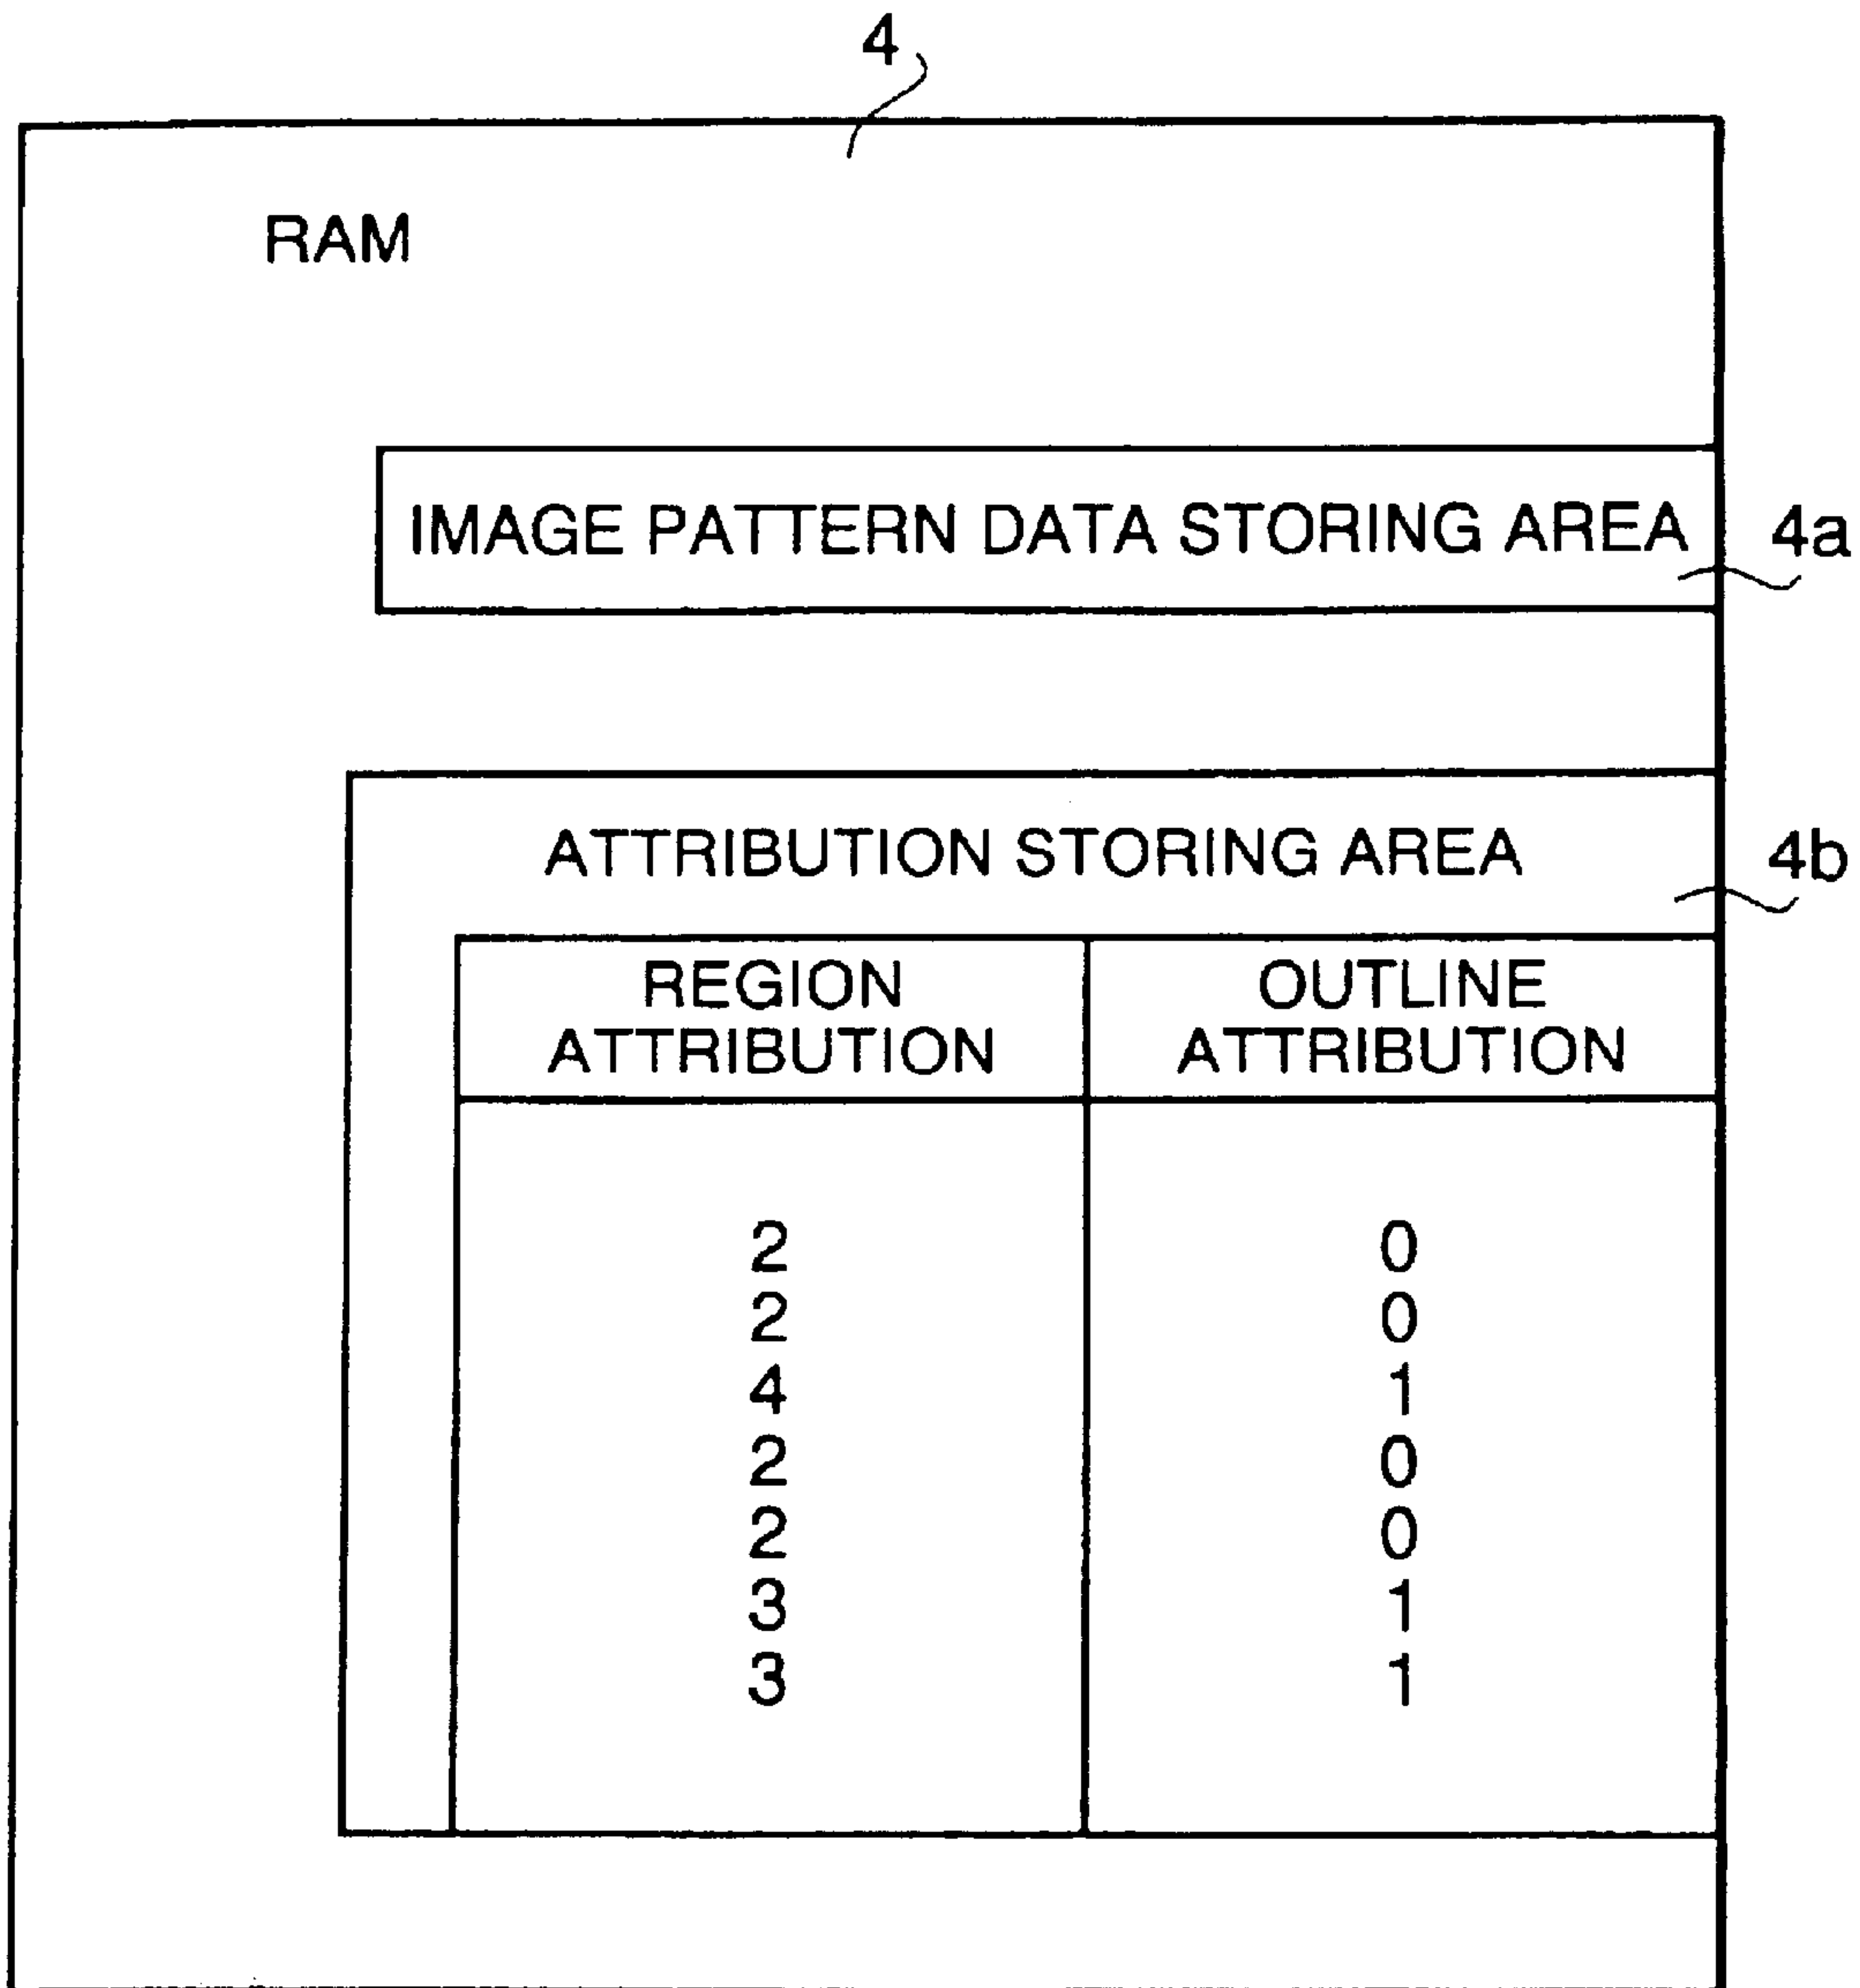 4
RAM
IMAGE PATTERN DATA STORING AREA 4a
ATTRIBUTION STORING AREA 4b
REGION ATTRIBUTION OUTLINE ATTRIBUTION
2 0
2 0
4 1
2 0
2 0
3 1
3 1